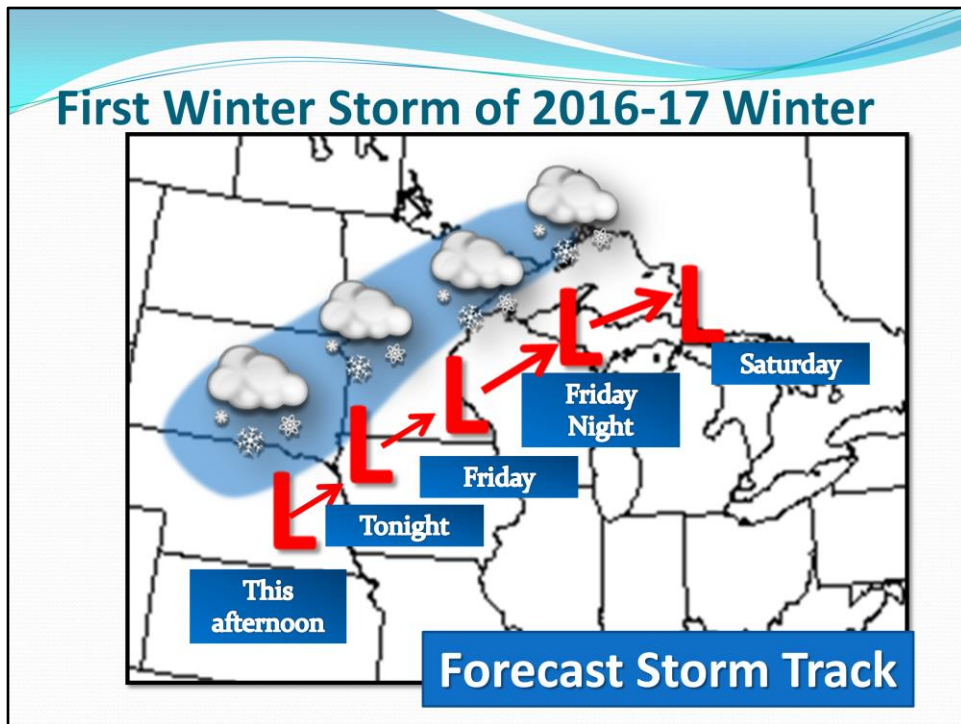 First Winter Storm of 2016-17 Winter
L
Saturday
L
Friday
Night
L
Friday
L
Tonight
L
This
afternoon
Forecast Storm Track